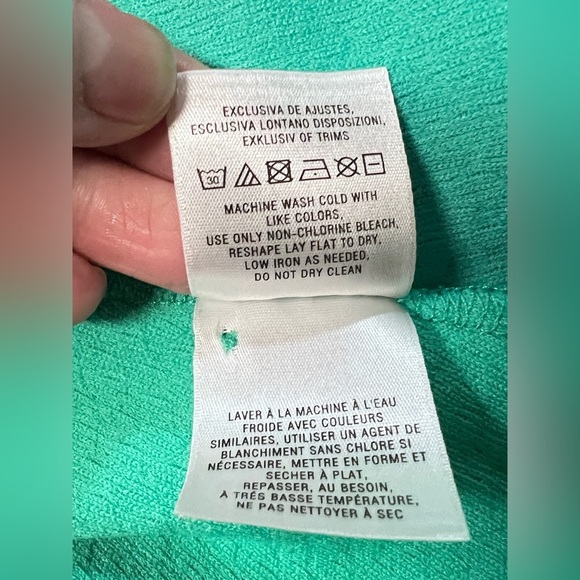 EXCLUSIVA DE AJUSTES,
ESCLUSIVA LONTANO DISPOSIZIONI,
EXKLUSIV OF TRIMS
30
MACHINE WASH COLD WITH
LIKE COLORS,
USE ONLY NON-CHLORINE BLEACH,
RESHAPE LAY FLAT TO DRY,
LOW IRON AS NEEDED,
DO NOT DRY CLEAN
LAVER À LA MACHINE À L'EAU
FROIDE AVEC COULEURS
SIMILAIRES, UTILISER UN AGENT DE
BLANCHIMENT SANS CHLORE SI
NÉCESSAIRE, METTRE EN FORME ET
SECHER À PLAT,
REPASSER, AU BESOIN,
A TRÉS BASSE TEMPÉRATURE,
NE PAS NETTOYER À SEC